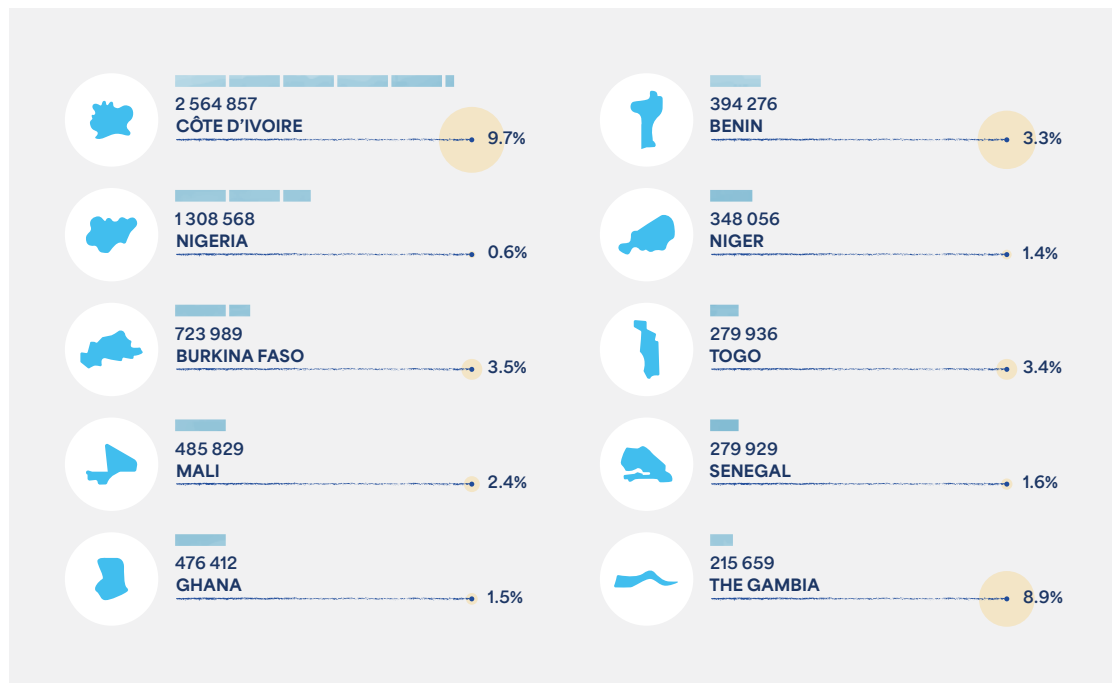 2 564 857
CÔTE D’IVOIRE
9.7%
1 308 568
NIGERIA
0.6%
723 989
BURKINA FASO
3.5%
485 829
MALI
2.4%
476 412
GHANA
1.5%
394 276
BENIN
3.3%
348 056
NIGER
1.4%
279 936
TOGO
3.4%
279 929
SENEGAL
1.6%
215 659
THE GAMBIA
8.9%